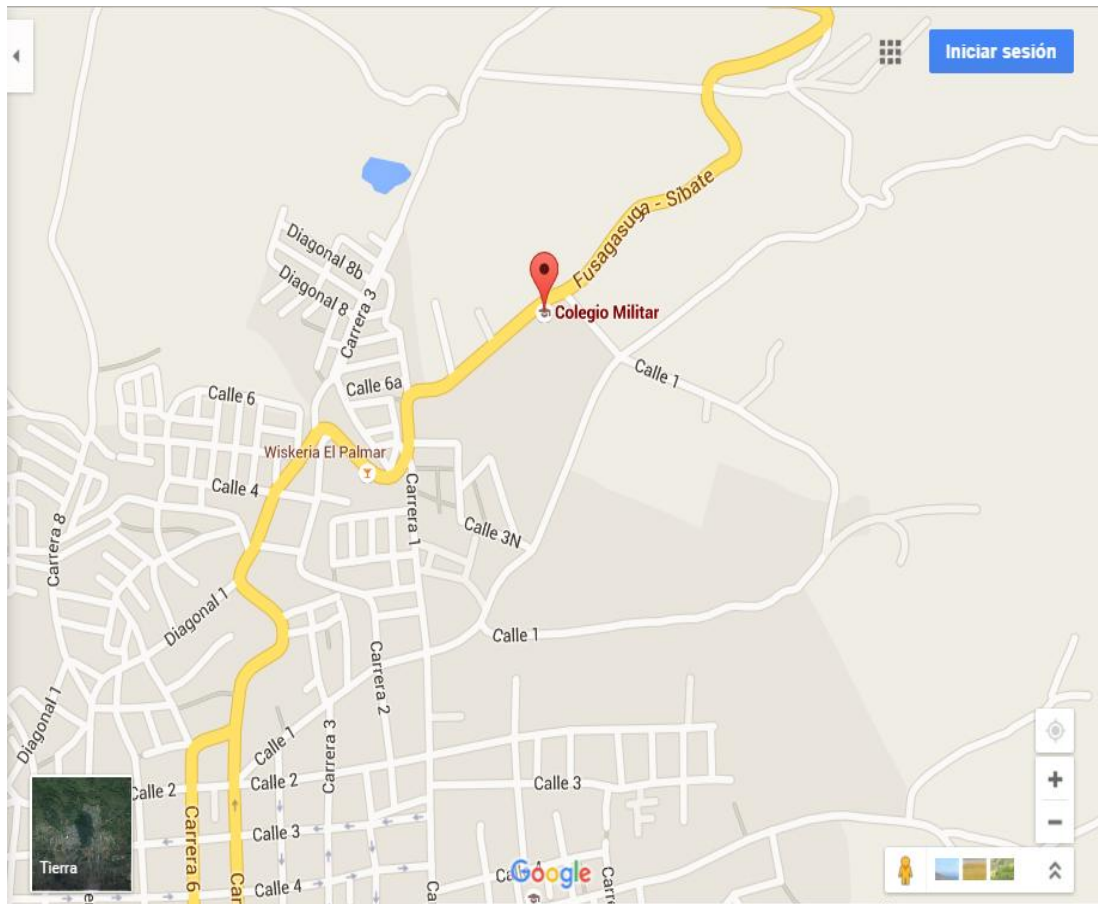 Iniciar sesión
Fusagasuga - Sibate
Diagonal 8b
Diagonal 8
Carrera 3
Colegio Militar
Calle 6a
Calle 1
Calle 6
Wiskeria El Palmar
Calle 4
Carrera 1
Carrera 8
Calle 3N
Diagonal 1
Calle 1
Carrera 2
Diagonal 1
Carrera 3
Calle 1
Calle 2
Calle 2
Calle 3
Calle 3
Carrera 6
Tierra
Calle 4
Google